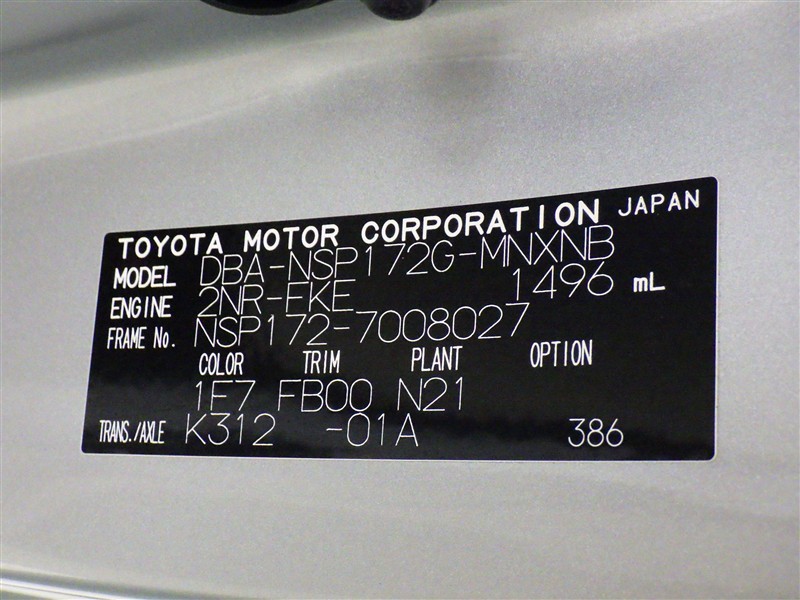 TOYOTA MOTOR CORPORATION JAPAN
MODEL DBA-NSP172G-MNXNB
ENGINE 2NR-FKE 1496 mL
FRAME No. NSP172-7008027
COLOR TRIM PLANT OPTION
1F7 FB00 N21
TRANS./AXLE K312 -01A 386